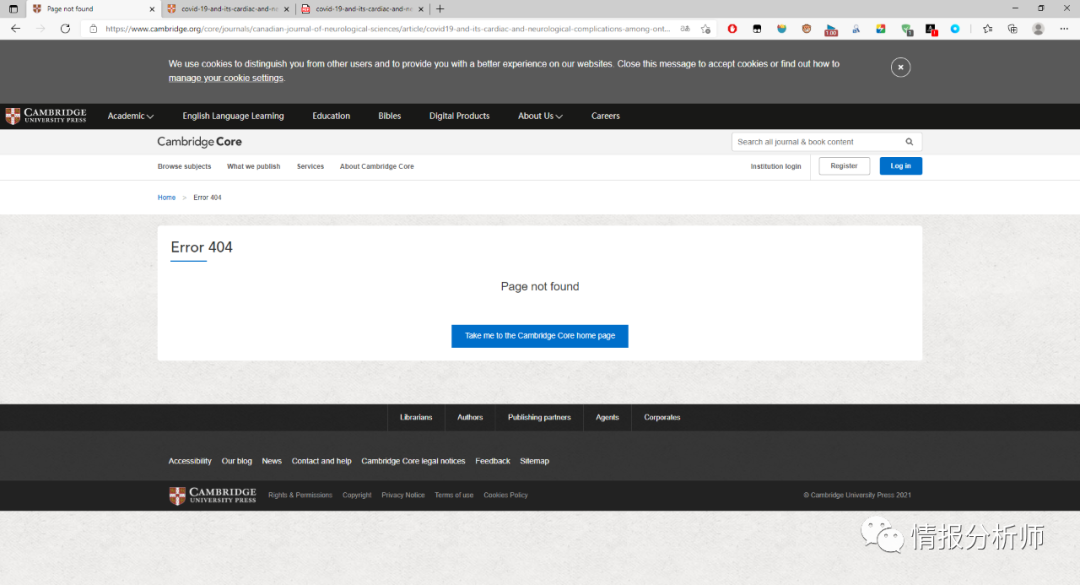 Page not found
covid-19-and-its-cardiac-and-n
covid-19-and-its-cardiac-and-n
https://www.cambridge.org/core/journals/canadian-journal-of-neurological-sciences/article/covid19-and-its-cardiac-and-neurological-complications-among-ont...
1.00
We use cookies to distinguish you from other users and to provide you with a better experience on our websites. Close this message to accept cookies or find out how to
manage your cookie settings.
CAMBRIDGE
UNIVERSITY PRESS
Academic
English Language Learning
Education
Bibles
Digital Products
About Us
Careers
Cambridge Core
Search all journal & book content
Browse subjects
What we publish
Services
About Cambridge Core
Institution login
Register
Log in
Home > Error 404
Error 404
Page not found
Take me to the Cambridge Core home page
Librarians
Authors
Publishing partners
Agents
Corporates
Accessibility
Our blog
News
Contact and help
Cambridge Core legal notices
Feedback
Sitemap
CAMBRIDGE
UNIVERSITY PRESS
Rights & Permissions
Copyright
Privacy Notice
Terms of use
Cookies Policy
© Cambridge University Press 2021
情报分析师